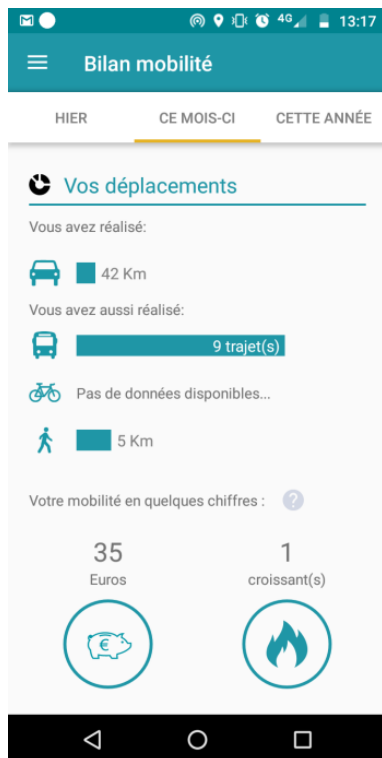 4G 13:17
Bilan mobilité
HIER CE MOIS-CI CETTE ANNÉE
Vos déplacements
Vous avez réalisé:
42 Km
Vous avez aussi réalisé:
9 trajet(s)
Pas de données disponibles...
5 Km
Votre mobilité en quelques chiffres : ?
35 1
Euros croissant(s)
€